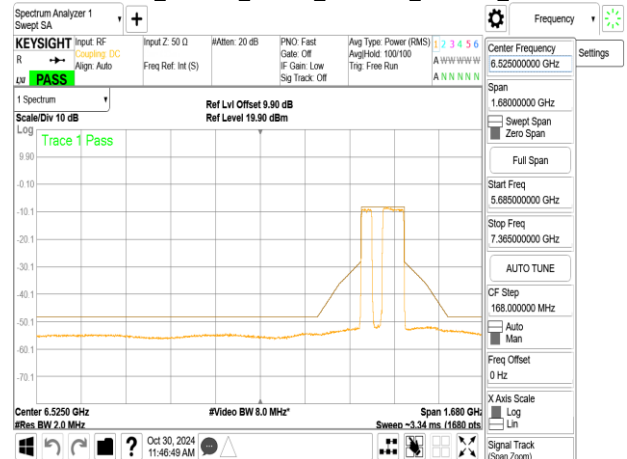 Spectrum Analyzer 1
Swept SA
Frequency
KEYSIGHT
Input: RF
Coupling: DC
Align: Auto
Input Z: 50 Ω
Freq Ref: Int (S)
#Atten: 20 dB
PNO: Fast
Gate: Off
IF Gain: Low
Sig Track: Off
Avg Type: Power (RMS)
Avg|Hold: 100/100
Trig: Free Run
1 2 3 4 5 6
A W W W W W
A N N N N N
R
LXI
PASS
Center Frequency
6.525000000 GHz
Settings
Span
1.68000000 GHz
Swept Span
Zero Span
Full Span
Start Freq
5.685000000 GHz
Stop Freq
7.365000000 GHz
AUTO TUNE
CF Step
168.000000 MHz
Auto
Man
Freq Offset
0 Hz
X Axis Scale
Log
Lin
Signal Track
(Span Zoom)
1 Spectrum
Scale/Div 10 dB
Ref Lvl Offset 9.90 dB
Ref Level 19.90 dBm
Log
Trace 1 Pass
9.90
-0.10
-10.1
-20.1
-30.1
-40.1
-50.1
-60.1
-70.1
Center 6.5250 GHz
#Res BW 2.0 MHz
#Video BW 8.0 MHz*
Span 1.680 GHz
Sweep ~3.34 ms (1680 pts
?
Oct 30, 2024
11:46:49 AM